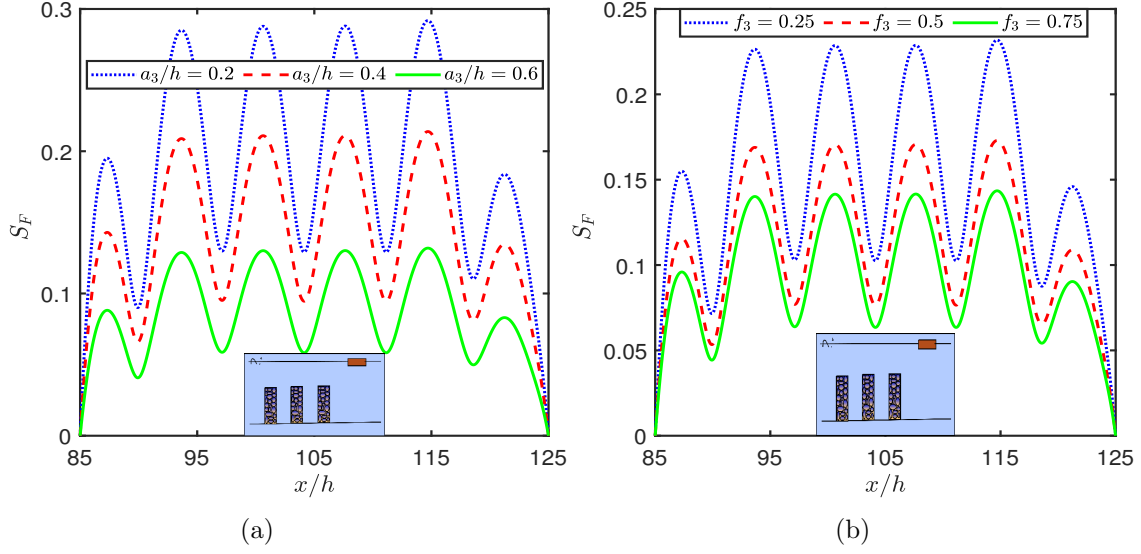 0.3
0.2
0.1
0
S_F
a_3/h = 0.2 a_3/h = 0.4 a_3/h = 0.6
85 95 105 115 125
x/h
(a)
0.25
0.2
0.15
0.1
0.05
0
S_F
f_3 = 0.25 f_3 = 0.5 f_3 = 0.75
85 95 105 115 125
x/h
(b)